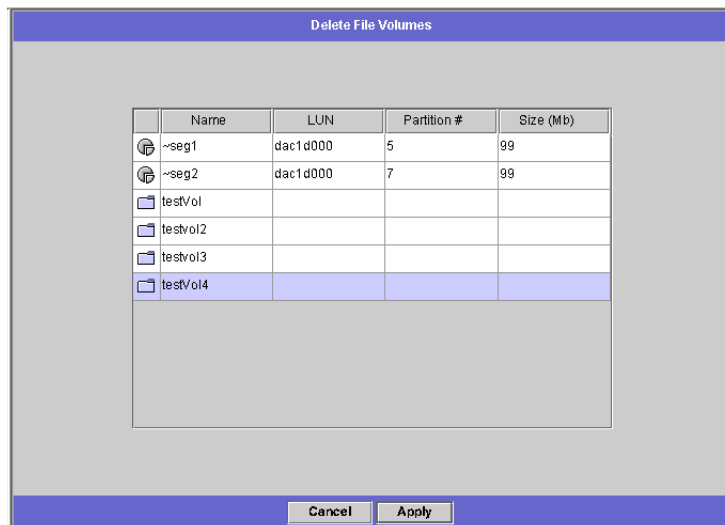 Delete File Volumes
Name LUN Partition # Size (Mb)
~seg1 dac1d000 5 99
~seg2 dac1d000 7 99
testVol
testvol2
testvol3
testVol4
Cancel Apply